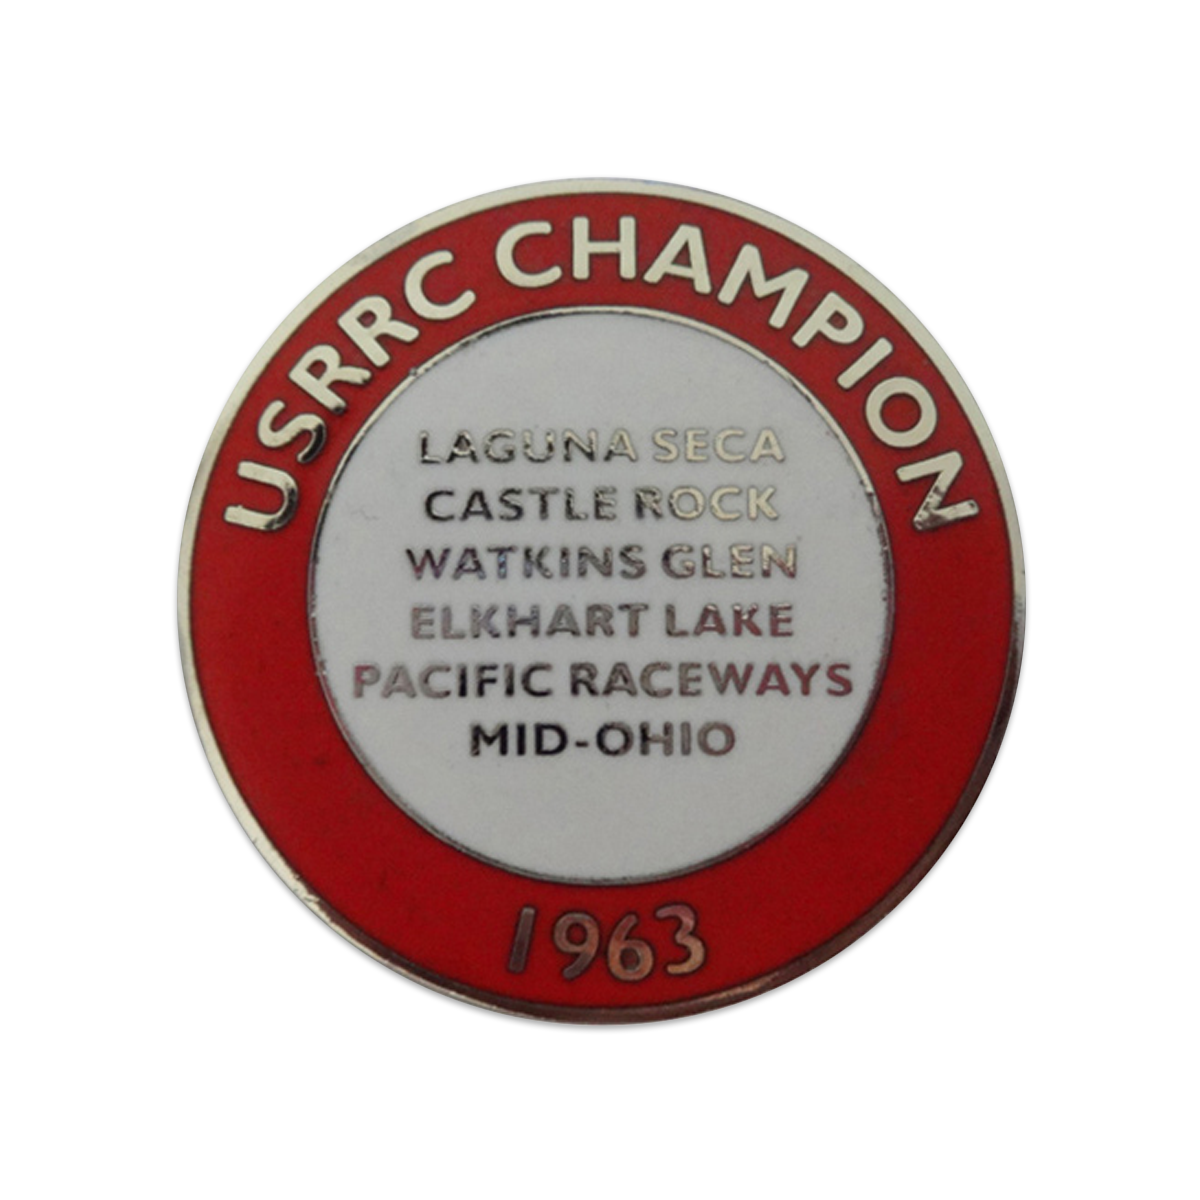 USRRC CHAMPION
LAGUNA SECA
CASTLE ROCK
WATKINS GLEN
ELKHART LAKE
PACIFIC RACEWAYS
MID-OHIO
1963